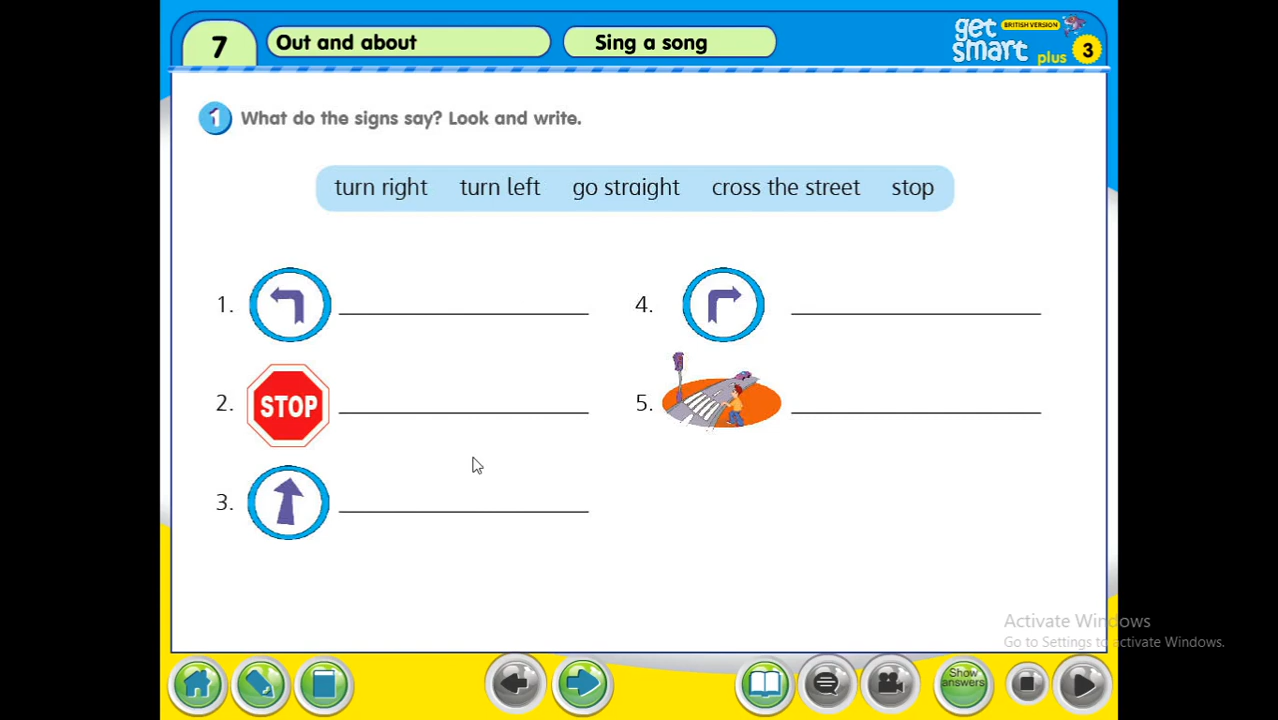 7
Out and about
Sing a song
get
smart
BRITISH VERSION
plus
3
1 What do the signs say? Look and write.
turn right turn left go straight cross the street stop
1.
4.
2. STOP
5.
3.
Activate Windows
Go to Settings to activate Windows.
Show
answers